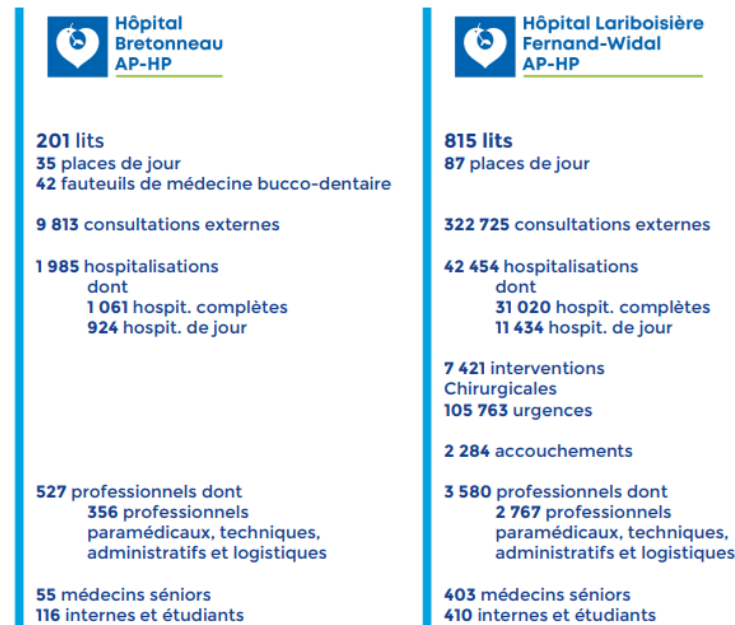 Hôpital
Bretonneau
AP-HP
201 lits
35 places de jour
42 fauteuils de médecine bucco-dentaire
9 813 consultations externes
1 985 hospitalisations
dont
1 061 hospit. complètes
924 hospit. de jour
527 professionnels dont
356 professionnels
paramédicaux, techniques,
administratifs et logistiques
55 médecins séniors
116 internes et étudiants
Hôpital Lariboisière
Fernand-Widal
AP-HP
815 lits
87 places de jour
322 725 consultations externes
42 454 hospitalisations
dont
31 020 hospit. complètes
11 434 hospit. de jour
7 421 interventions
Chirurgicales
105 763 urgences
2 284 accouchements
3 580 professionnels dont
2 767 professionnels
paramédicaux, techniques,
administratifs et logistiques
403 médecins séniors
410 internes et étudiants